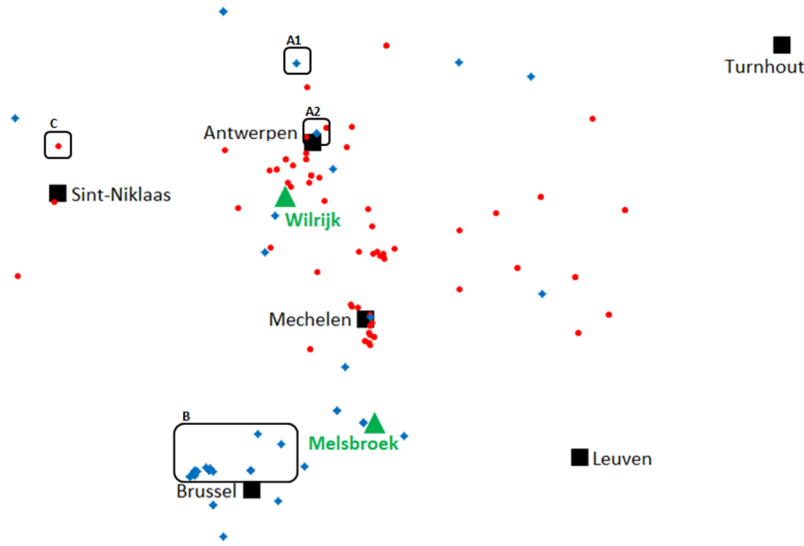 A1
Turnhout
A2
C
Antwerpen
Sint-Niklaas
Wilrijk
Mechelen
B
Melsbroek
Leuven
Brussel